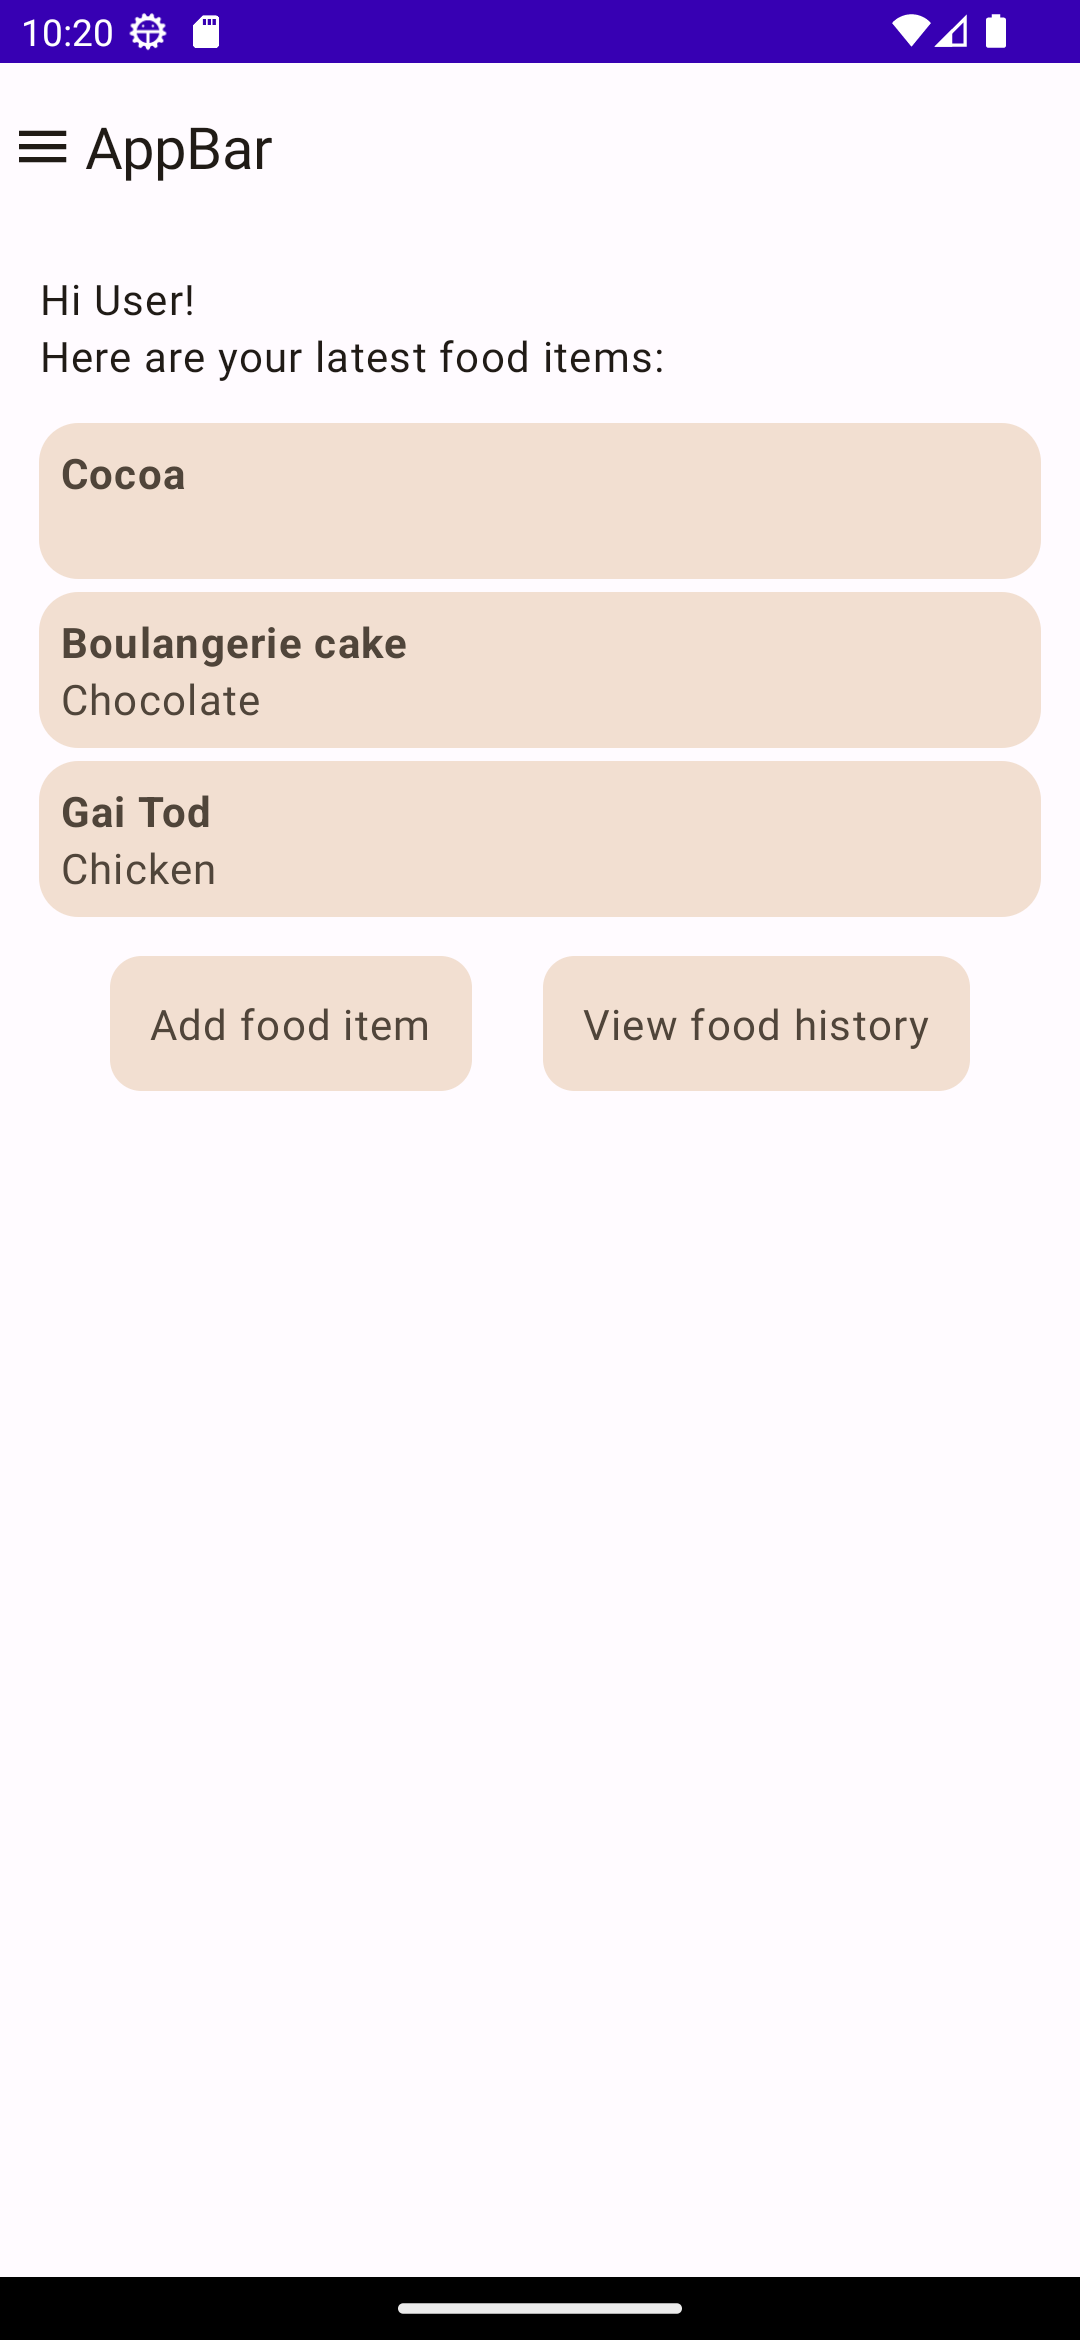 10:20
AppBar
Hi User!
Here are your latest food items:
Cocoa
Boulangerie cake
Chocolate
Gai Tod
Chicken
Add food item
View food history